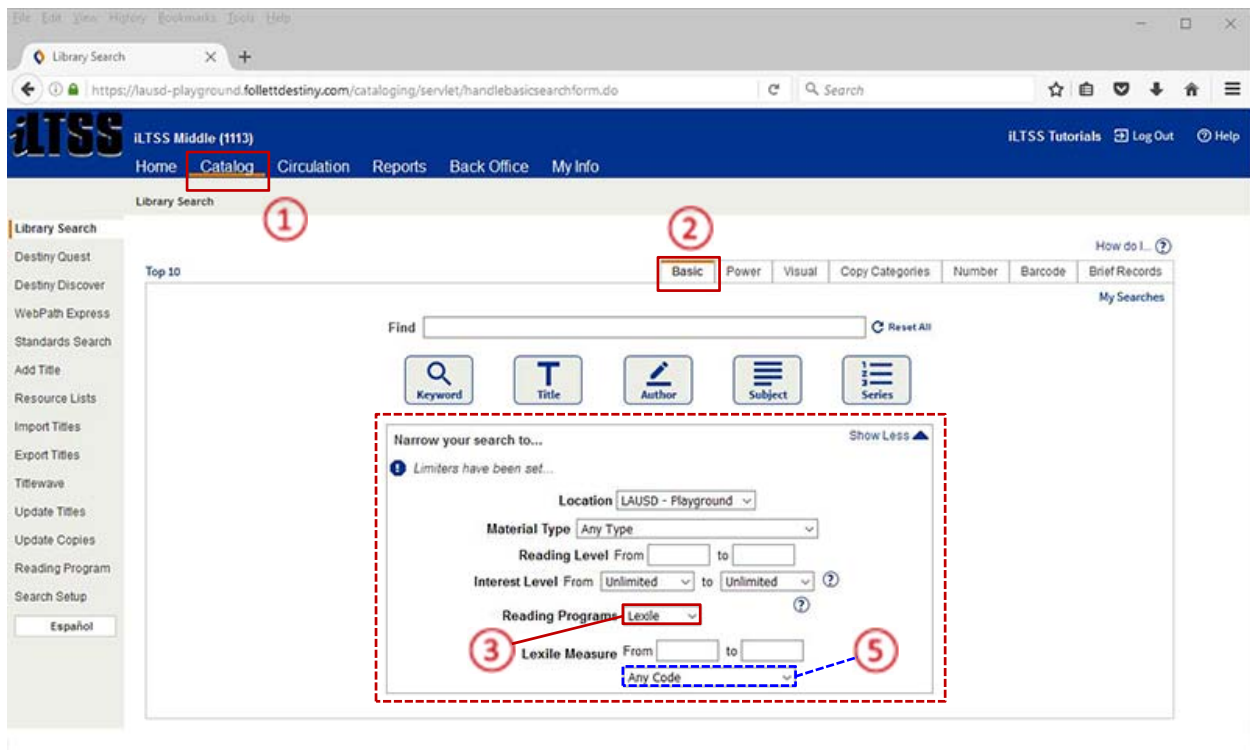 File Edit View History Bookmarks Tools Help
Library Search
https://lausd-playground.follettdestiny.com/cataloging/servlet/handlebasicsearchform.do
Search
iLTSS
iLTSS Middle (1113)
iLTSS Tutorials Log Out Help
Home Catalog Circulation Reports Back Office My Info
Library Search
1
2
Library Search
Destiny Quest
Destiny Discover
WebPath Express
Standards Search
Add Title
Resource Lists
Import Titles
Export Titles
Titlewave
Update Titles
Update Copies
Reading Program
Search Setup
Español
How do I...
Top 10
Basic Power Visual Copy Categories Number Barcode Brief Records
My Searches
Find
Reset All
Keyword Title Author Subject Series
Narrow your search to...
Show Less
Limiters have been set...
Location LAUSD - Playground
Material Type Any Type
Reading Level From to
Interest Level From Unlimited to Unlimited
Reading Programs Lexile
3
Lexile Measure From to
5
Any Code